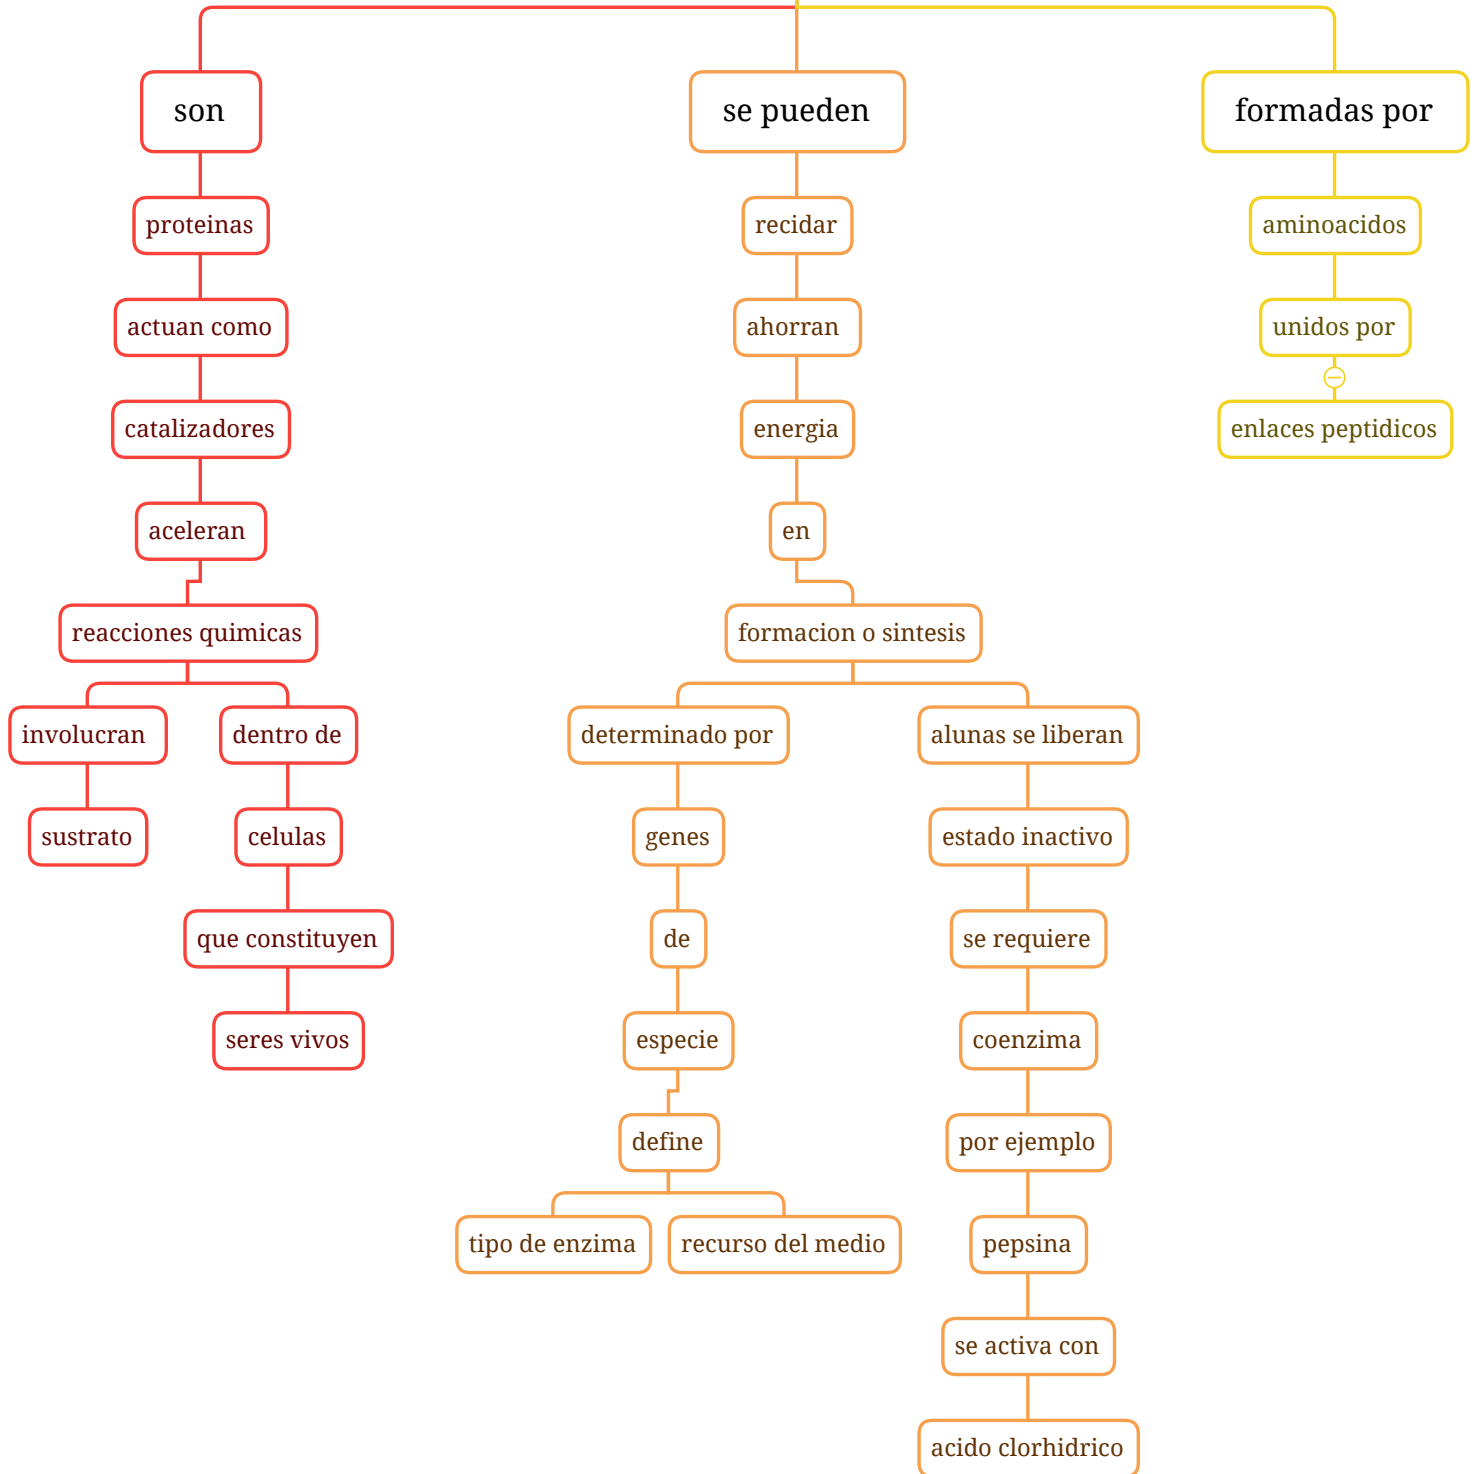 son
se pueden
formadas por
proteinas
recidar
aminoacidos
actuan como
ahorran
unidos por
catalizadores
energia
enlaces peptidicos
aceleran
en
reacciones quimicas
formacion o sintesis
involucran
dentro de
determinado por
alunas se liberan
sustrato
celulas
genes
estado inactivo
que constituyen
de
se requiere
seres vivos
especie
coenzima
define
por ejemplo
tipo de enzima
recurso del medio
pepsina
se activa con
acido clorhidrico